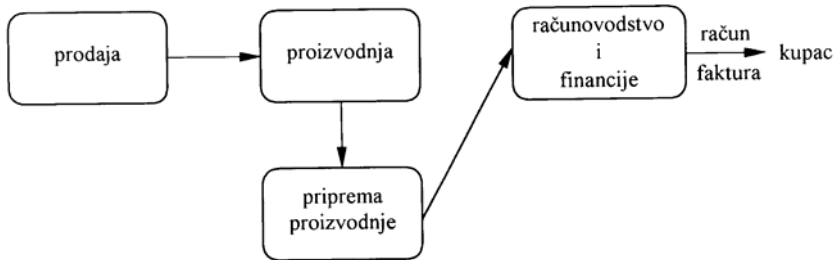 prodaja
proizvodnja
računovodstvo
i
financije
račun
faktura
kupac
priprema
proizvodnje